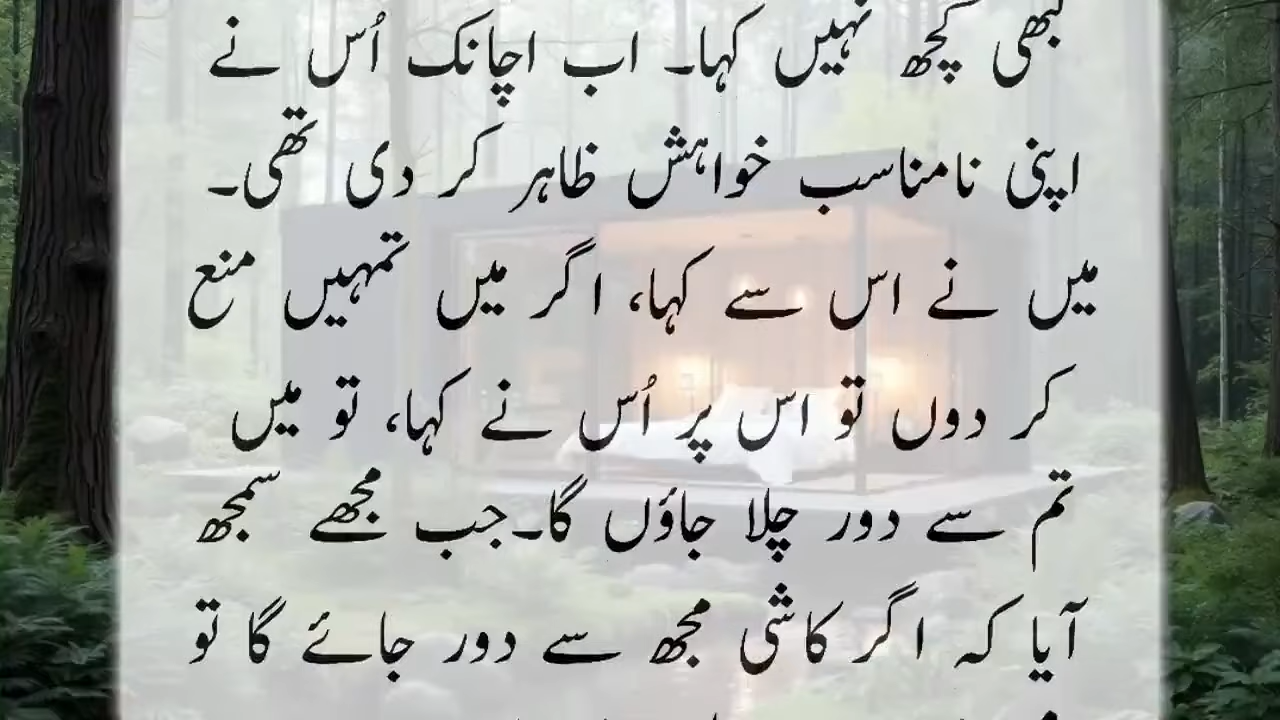 کبھی کچھ نہیں کہا۔ اب اچانک اُس نے
اپنی نامناسب خواہش ظاہر کر دی تھی۔
میں نے اس سے کہا، اگر میں تمہیں منع
کر دوں تو اس پر اُس نے کہا، تو میں
تم سے دور چلا جاؤں گا۔جب مجھے سمجھ
آیا کہ اگر کاشی مجھ سے دور جائے گا تو